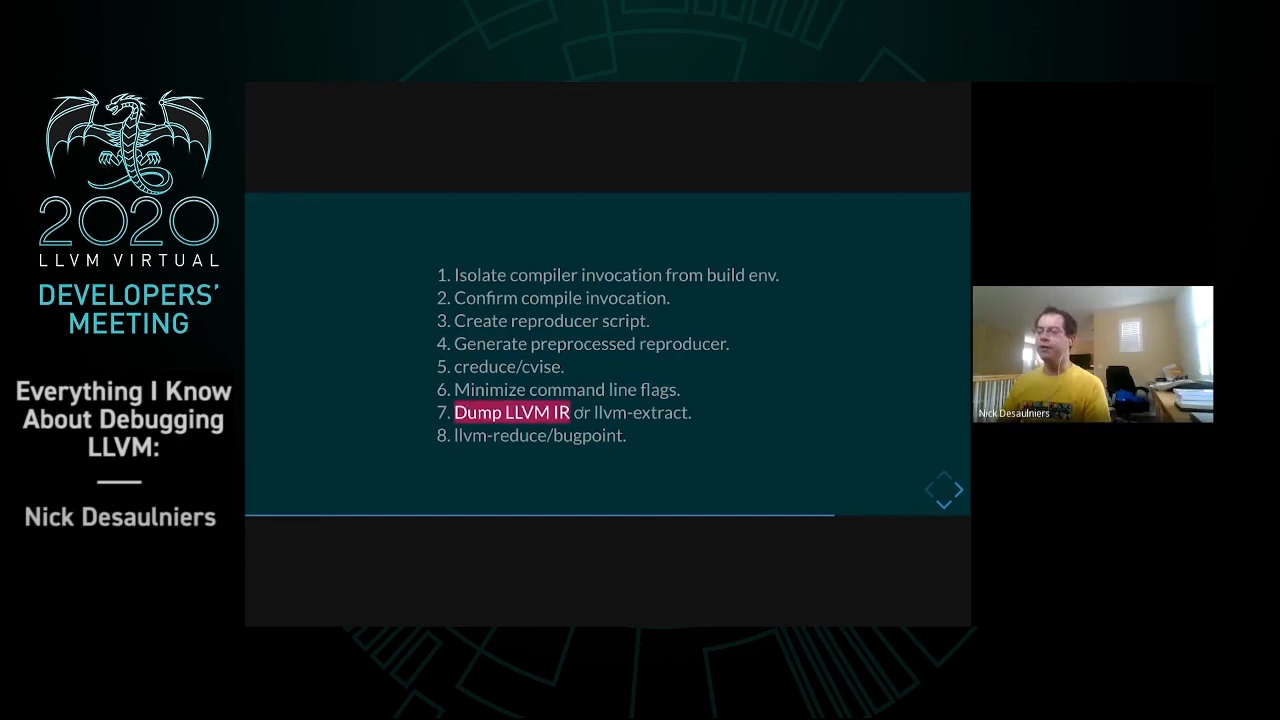 2020
LLVM VIRTUAL
DEVELOPERS'
MEETING
Everything I Know
About Debugging
LLVM:
Nick Desaulniers
1. Isolate compiler invocation from build env.
2. Confirm compile invocation.
3. Create reproducer script.
4. Generate preprocessed reproducer.
5. creduce/cvise.
6. Minimize command line flags.
7. Dump LLVM IR or llvm-extract.
8. llvm-reduce/bugpoint.
Nick Desaulniers